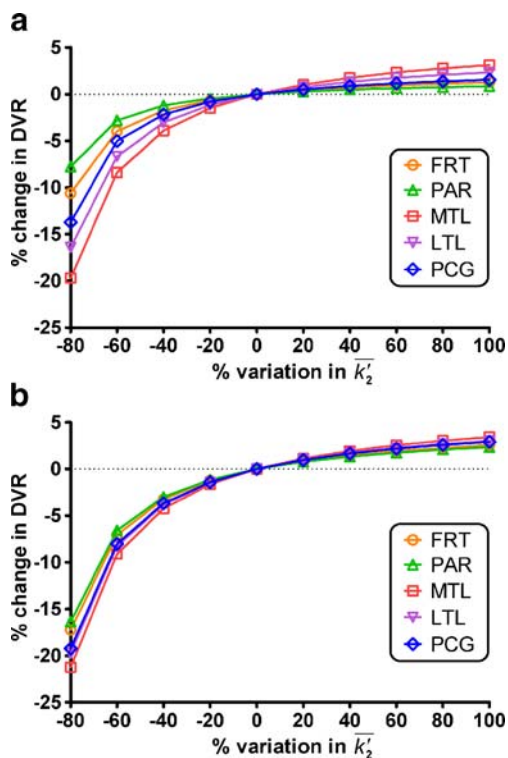 a
% change in DVR
5
0
-5
-10
-15
-20
-25
FRT
PAR
MTL
LTL
PCG
-80 -60 -40 -20 0 20 40 60 80 100
% variation in k̅₂′
b
% change in DVR
5
0
-5
-10
-15
-20
-25
FRT
PAR
MTL
LTL
PCG
-80 -60 -40 -20 0 20 40 60 80 100
% variation in k̅₂′